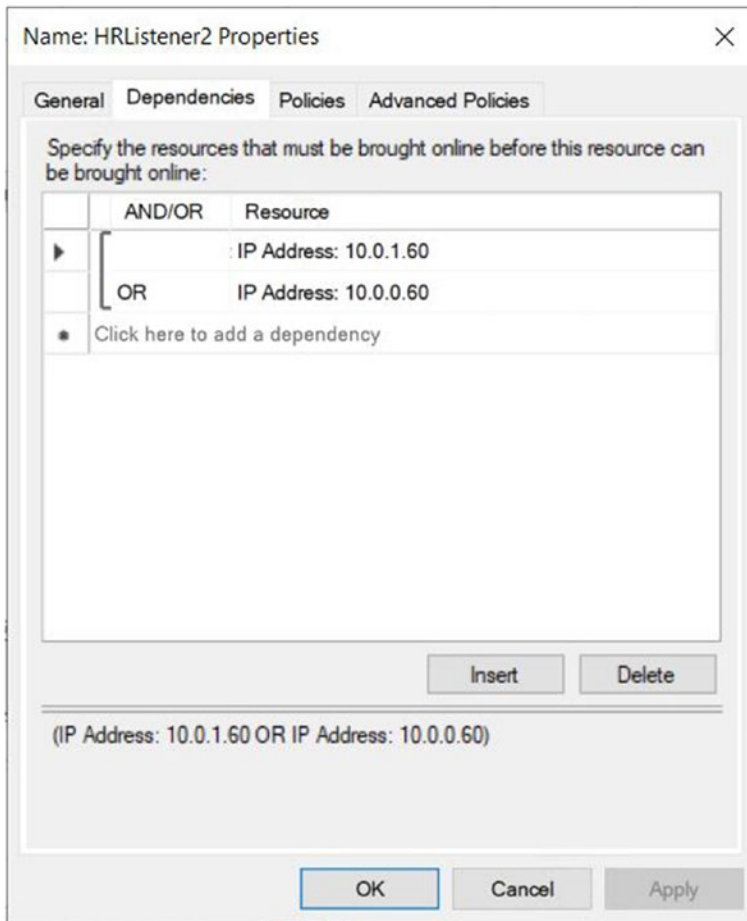 Name: HRListener2 Properties
General Dependencies Policies Advanced Policies
Specify the resources that must be brought online before this resource can
be brought online:
AND/OR Resource
: IP Address: 10.0.1.60
OR IP Address: 10.0.0.60
Click here to add a dependency
Insert Delete
(IP Address: 10.0.1.60 OR IP Address: 10.0.0.60)
OK Cancel Apply